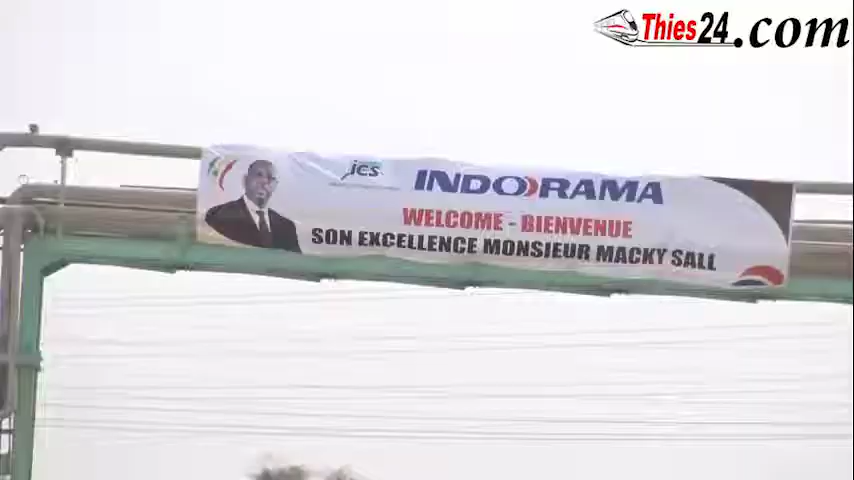 Thies24.com
ics
INDORAMA
WELCOME - BIENVENUE
SON EXCELLENCE MONSIEUR MACKY SALL